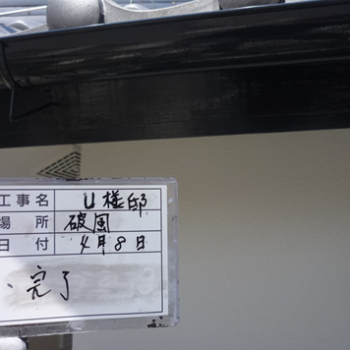 工事名 U様邸
場所 破風
日付 4月8日
、完了